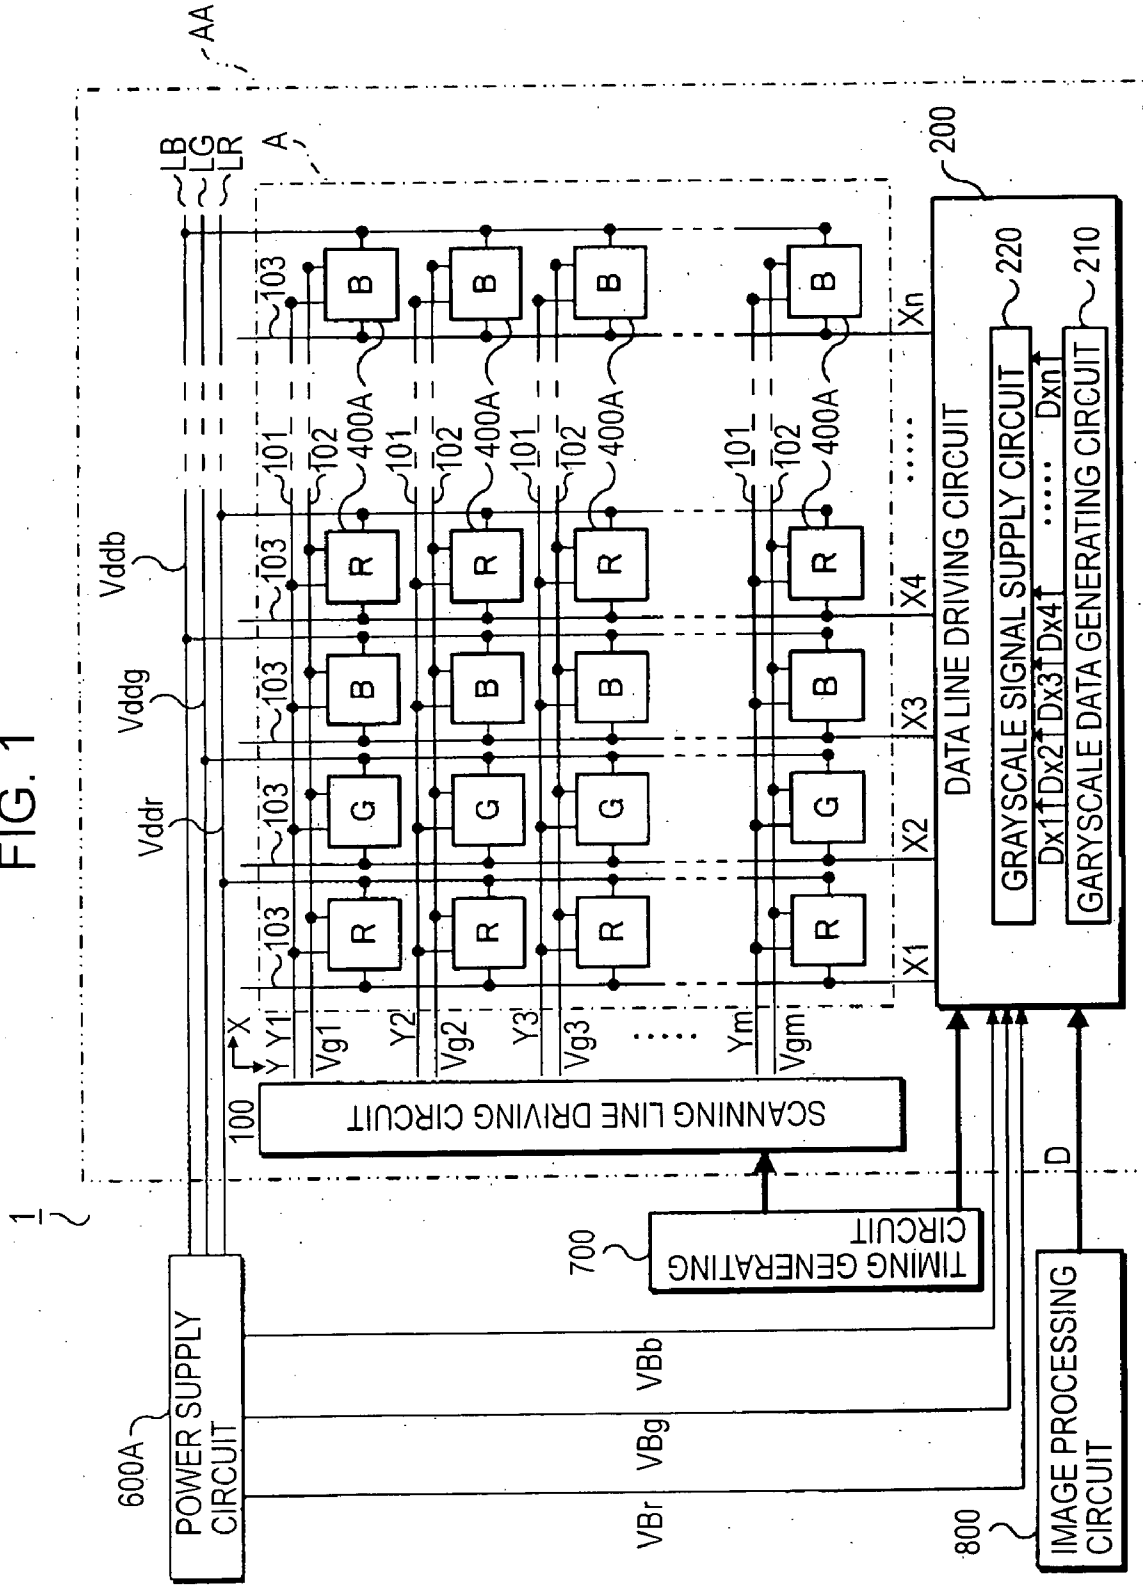 FIG. 1
1
AA
600A
POWER SUPPLY
CIRCUIT
Vddr
Vddg
Vddb
LB
LG
LR
A
100
Y
X
SCANNING LINE DRIVING CIRCUIT
103
103
103
103
103
Y1
Vg1
R
G
B
101
102
R
400A
400A
B
Y2
Vg2
R
G
B
101
102
R
400A
400A
B
Y3
Vg3
R
G
B
101
102
R
400A
400A
B
.....
Ym
Vgm
R
G
B
101
102
R
400A
400A
B
X1
X2
X3
X4
.....
Xn
700
TIMING GENERATING
CIRCUIT
VBr
VBg
VBb
D
200
DATA LINE DRIVING CIRCUIT
GRAYSCALE SIGNAL SUPPLY CIRCUIT
220
Dx1
Dx2
Dx3
Dx4
.....
Dxn
GARYSCALE DATA GENERATING CIRCUIT
210
800
IMAGE PROCESSING
CIRCUIT